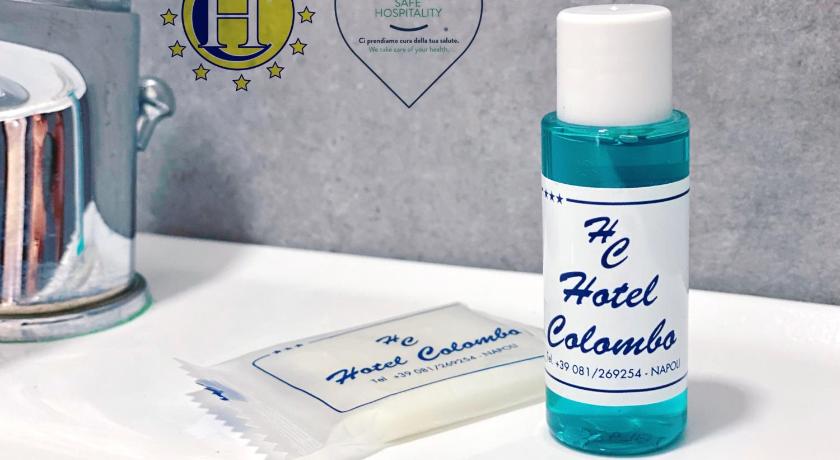 H
SAFE
HOSPITALITY
Ci prendiamo cura della tua salute.
We take care of your health.
HC
Hotel Colombo
Tel. +39 081/269254 - NAPOLI
HC
Hotel
Colombo
Tel. +39 081/269254 - NAPOLI